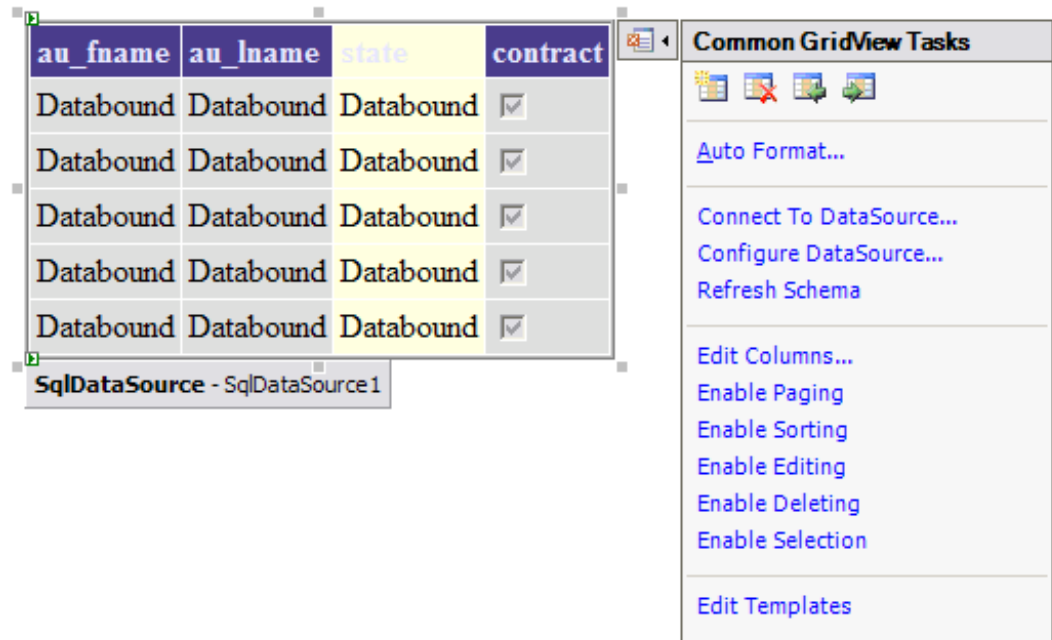 au_fname au_lname state contract
Databound Databound Databound
Databound Databound Databound
Databound Databound Databound
Databound Databound Databound
Databound Databound Databound
SqlDataSource - SqlDataSource1
Common GridView Tasks
Auto Format...
Connect To DataSource...
Configure DataSource...
Refresh Schema
Edit Columns...
Enable Paging
Enable Sorting
Enable Editing
Enable Deleting
Enable Selection
Edit Templates